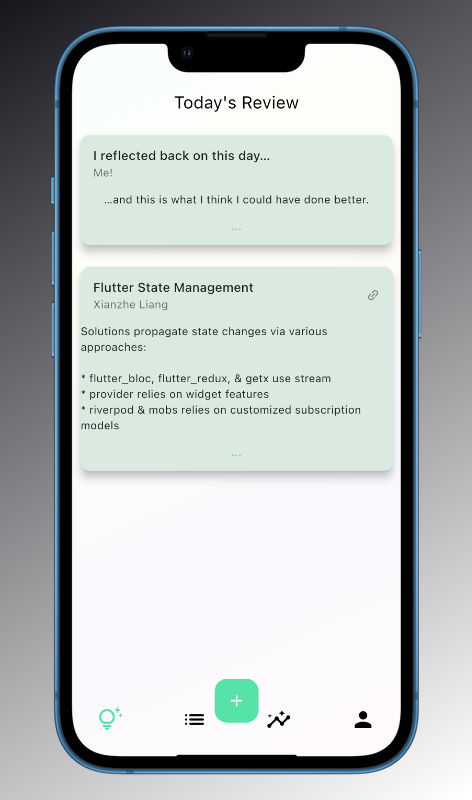 Today's Review
I reflected back on this day...
Me!
...and this is what I think I could have done better.
...
Flutter State Management
Xianzhe Liang
Solutions propagate state changes via various
approaches:
* flutter_bloc, flutter_redux, & getx use stream
* provider relies on widget features
* riverpod & mobs relies on customized subscription
models
...